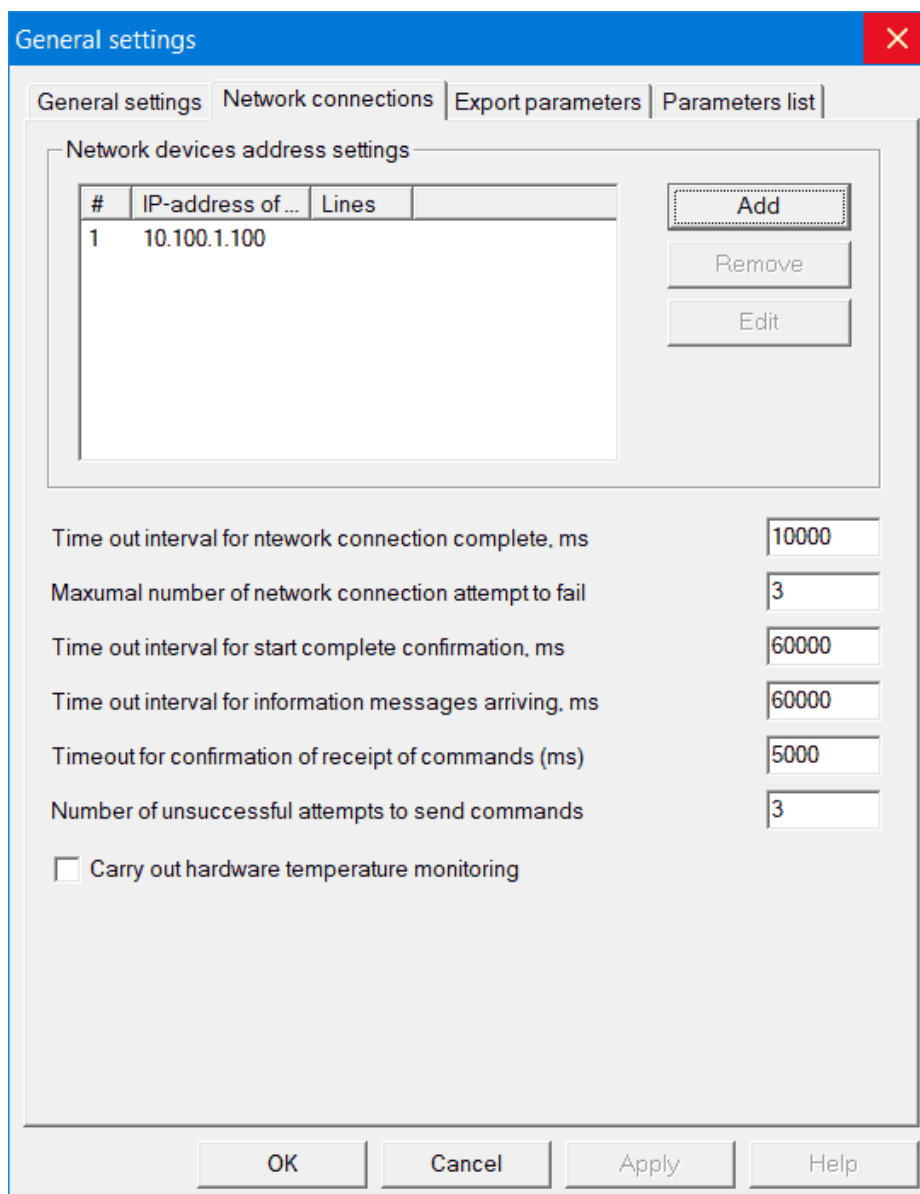 General settings
General settings Network connections Export parameters Parameters list
Network devices address settings
# IP-address of ... Lines
1 10.100.1.100
Add
Remove
Edit
Time out interval for ntework connection complete, ms 10000
Maxumal number of network connection attempt to fail 3
Time out interval for start complete confirmation, ms 60000
Time out interval for information messages arriving, ms 60000
Timeout for confirmation of receipt of commands (ms) 5000
Number of unsuccessful attempts to send commands 3
Carry out hardware temperature monitoring
OK Cancel Apply Help